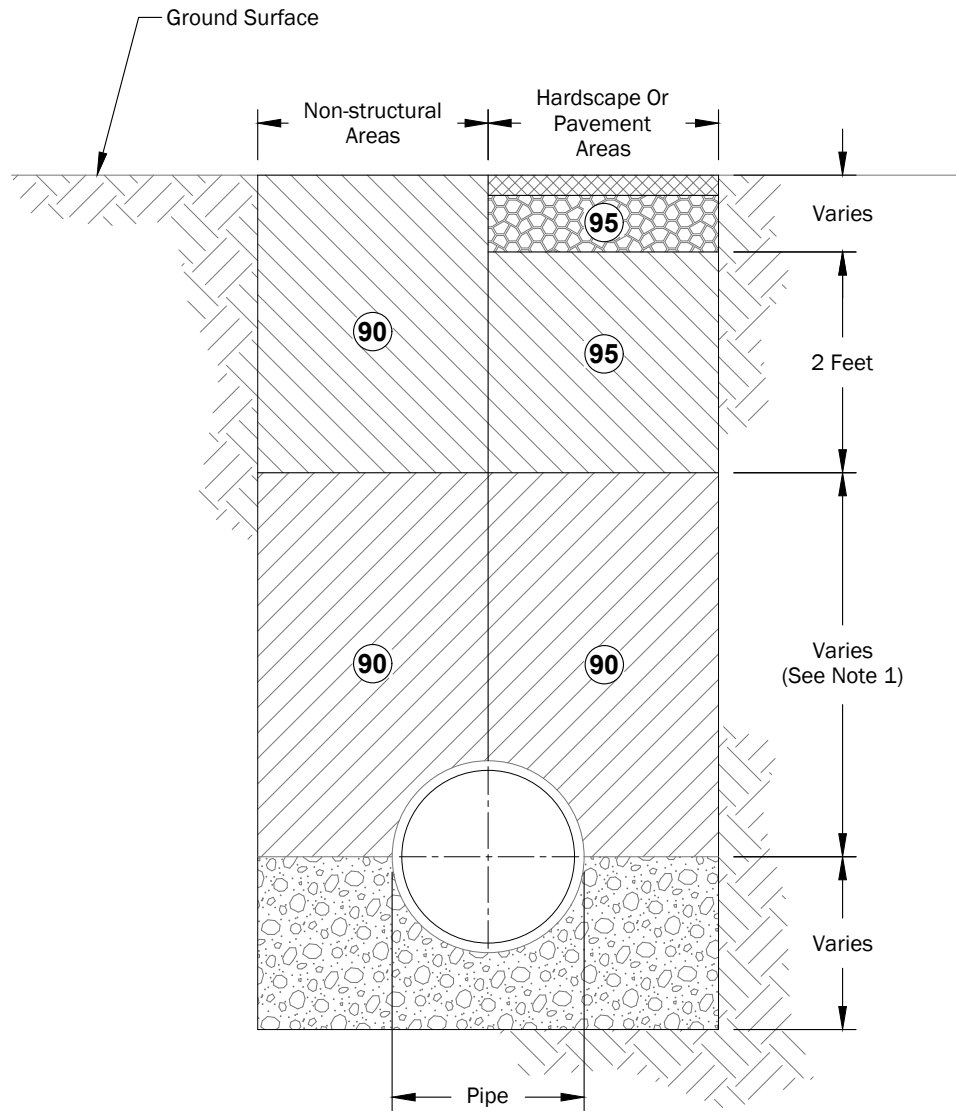 Ground Surface
Non-structural
Areas
Hardscape Or
Pavement
Areas
Varies
95
90
95
2 Feet
90
90
Varies
(See Note 1)
Varies
Pipe